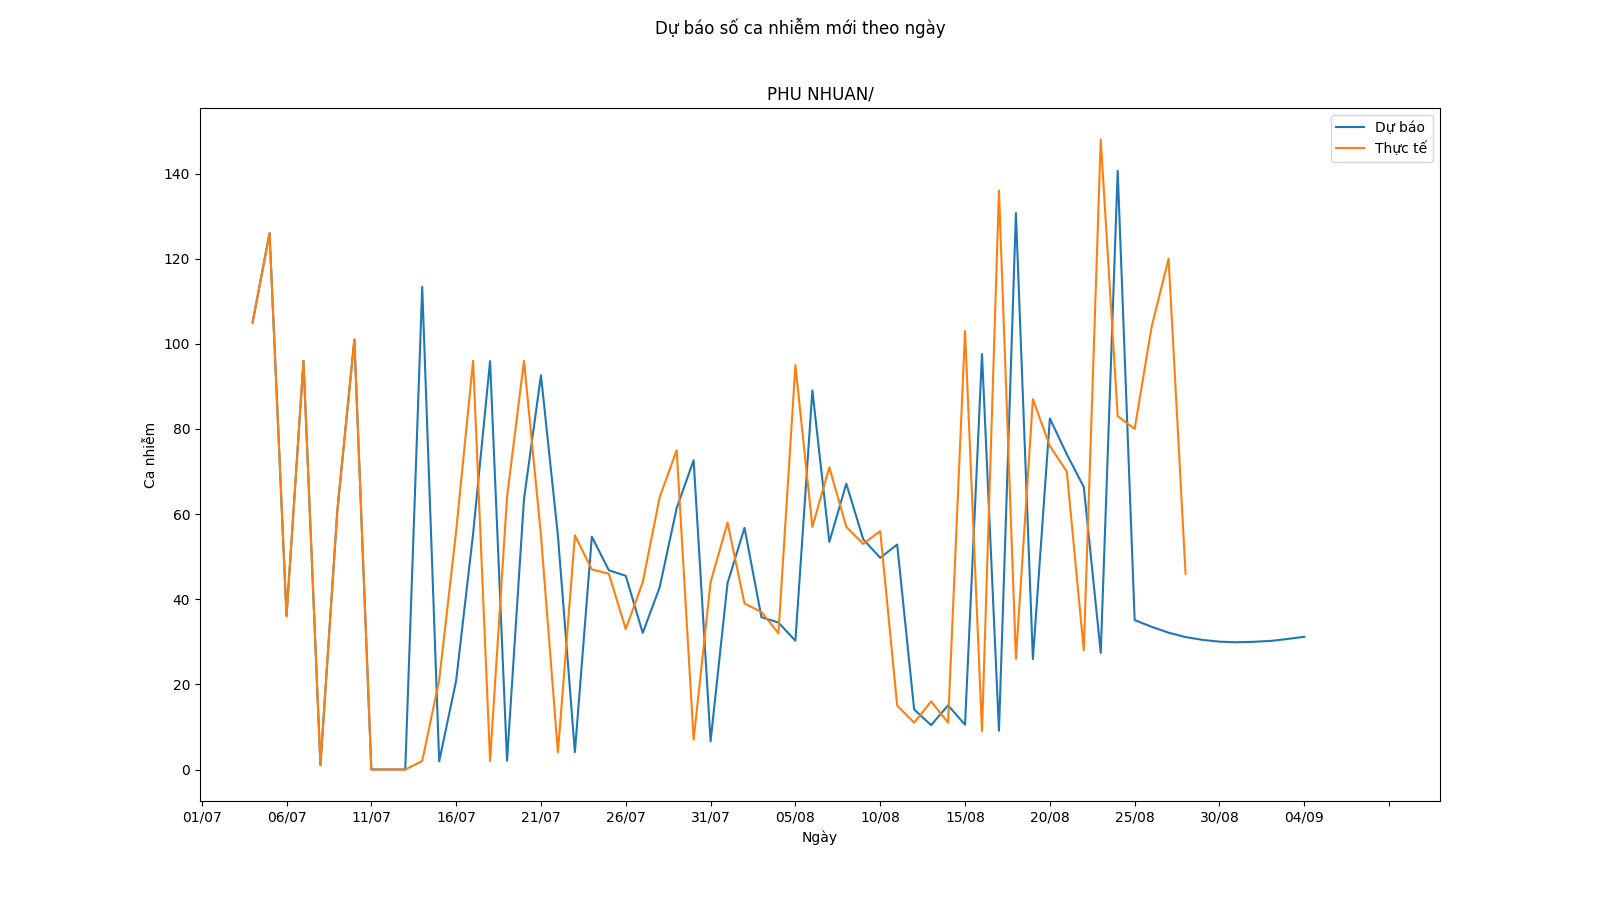 Dự báo số ca nhiễm mới theo ngày
PHU NHUAN/
Dự báo
Thực tế
140
120
100
80
60
40
20
0
Ca nhiễm
01/07 06/07 11/07 16/07 21/07 26/07 31/07 05/08 10/08 15/08 20/08 25/08 30/08 04/09
Ngày